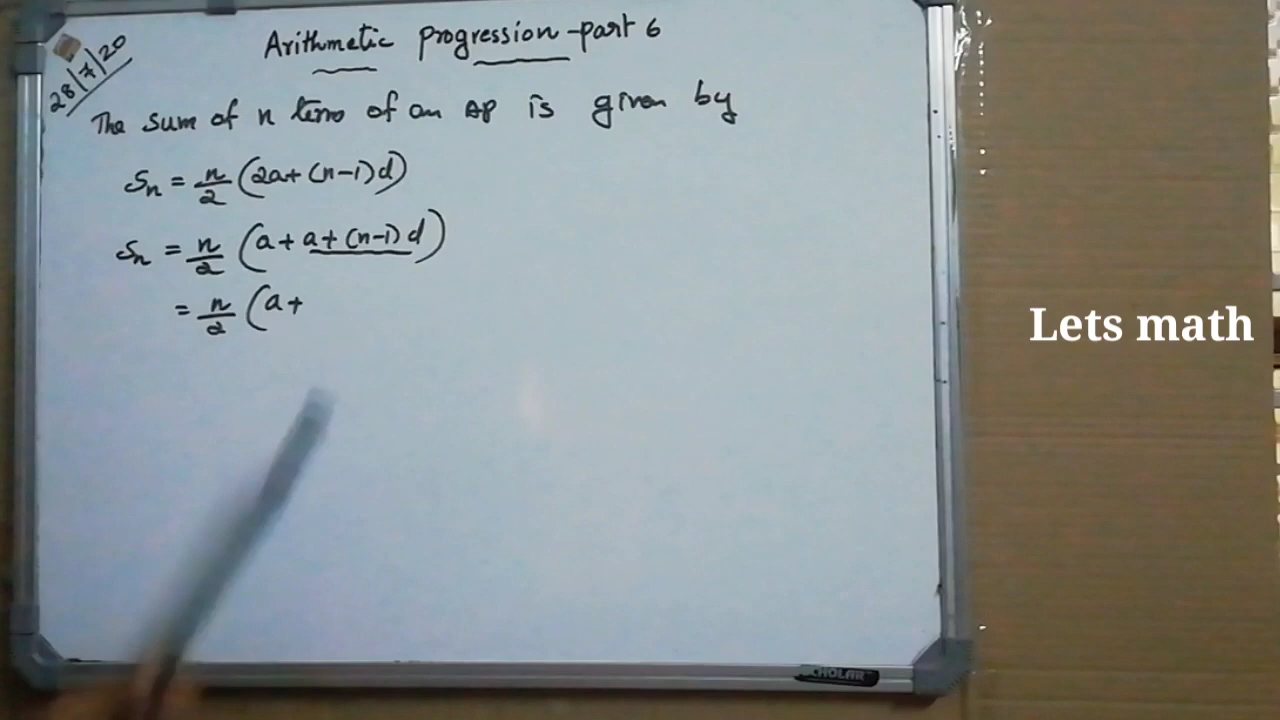 28/7/20
Arithmetic progression-part 6
The sum of n terms of an AP is given by
Sn = n/2 (2a+(n-1)d)
Sn = n/2 (a + a+(n-1)d)
= n/2 (a+
Lets math
SCHOLAR